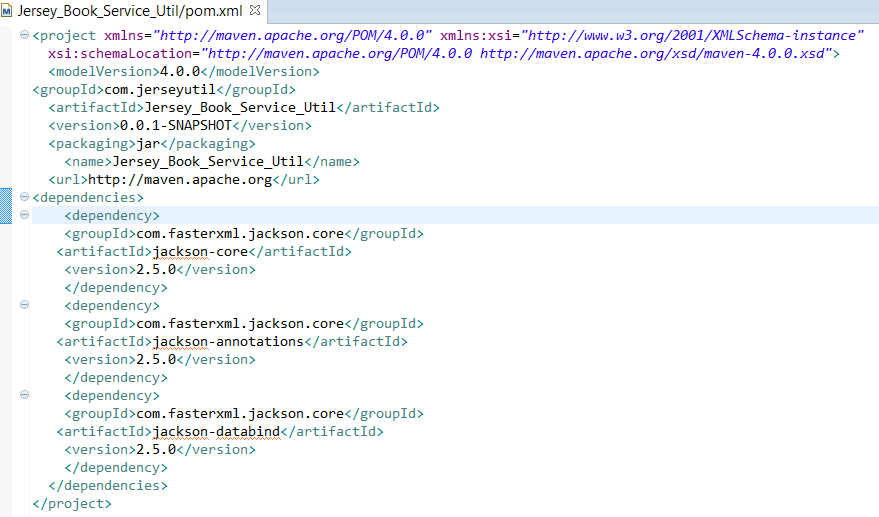 Jersey_Book_Service_Util/pom.xml
<project xmlns="http://maven.apache.org/POM/4.0.0" xmlns:xsi="http://www.w3.org/2001/XMLSchema-instance"
xsi:schemaLocation="http://maven.apache.org/POM/4.0.0 http://maven.apache.org/xsd/maven-4.0.0.xsd">
<modelVersion>4.0.0</modelVersion>
<groupId>com.jerseyutil</groupId>
<artifactId>Jersey_Book_Service_Util</artifactId>
<version>0.0.1-SNAPSHOT</version>
<packaging>jar</packaging>
<name>Jersey_Book_Service_Util</name>
<url>http://maven.apache.org</url>
<dependencies>
<dependency>
<groupId>com.fasterxml.jackson.core</groupId>
<artifactId>jackson-core</artifactId>
<version>2.5.0</version>
</dependency>
<dependency>
<groupId>com.fasterxml.jackson.core</groupId>
<artifactId>jackson-annotations</artifactId>
<version>2.5.0</version>
</dependency>
<dependency>
<groupId>com.fasterxml.jackson.core</groupId>
<artifactId>jackson-databind</artifactId>
<version>2.5.0</version>
</dependency>
</dependencies>
</project>